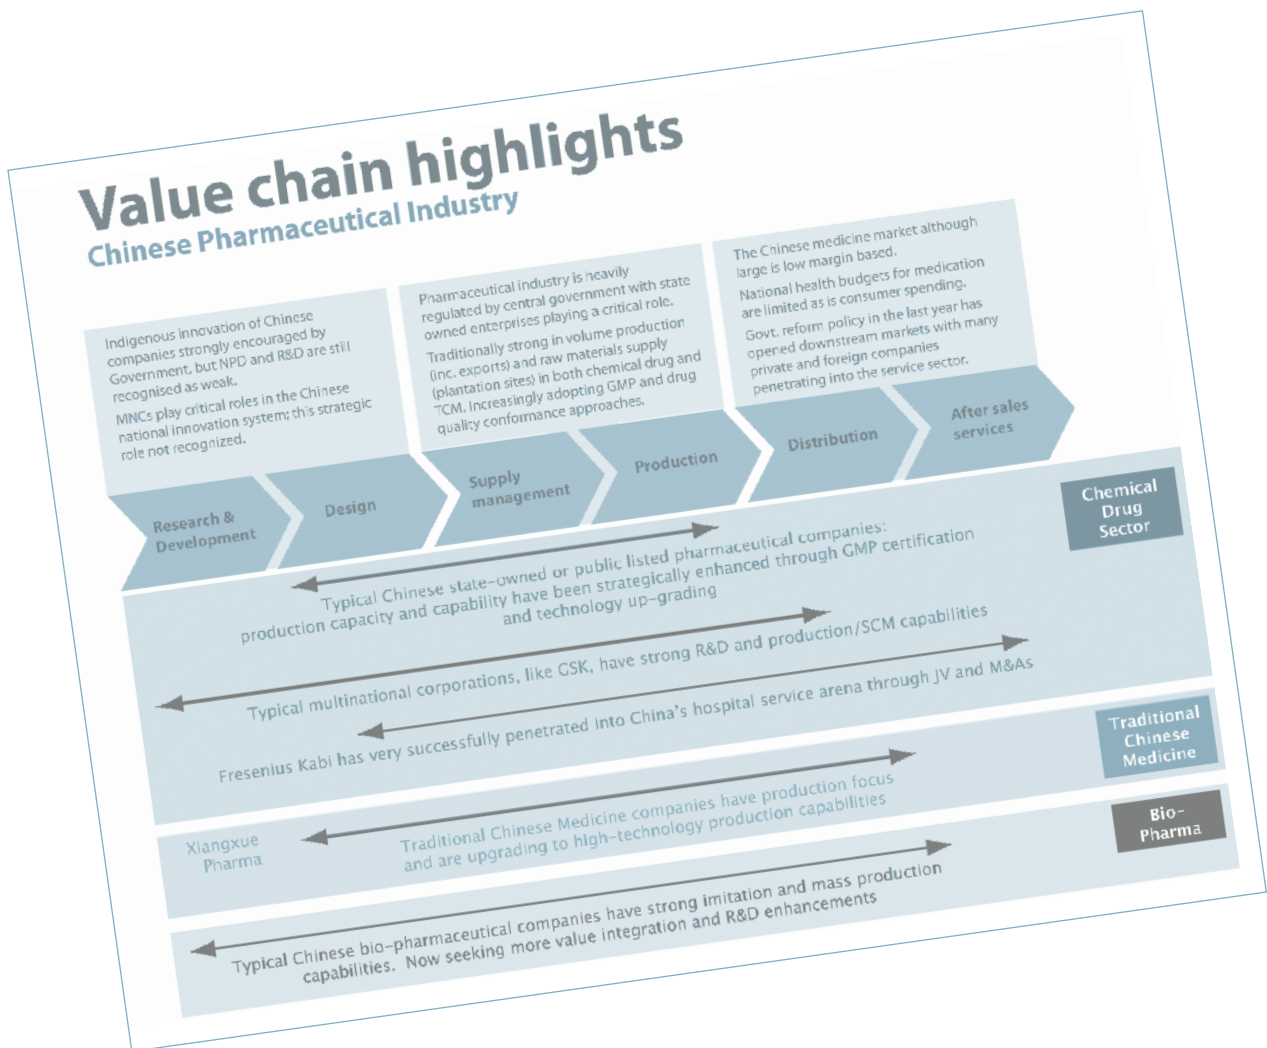 Value chain highlights
Chinese Pharmaceutical Industry
Indigenous innovation of Chinese
companies strongly encouraged by
Government, but NPD and R&D are still
recognised as weak.
MNCs play critical roles in the Chinese
national innovation system; this strategic
role not recognized.
Pharmaceutical industry is heavily
regulated by central government with state
owned enterprises playing a critical role.
Traditionally strong in volume production
(inc. exports) and raw materials supply
(plantation sites) in both chemical drug and
TCM. Increasingly adopting GMP and drug
quality conformance approaches.
The Chinese medicine market although
large is low margin based.
National health budgets for medication
are limited as is consumer spending.
Govt. reform policy in the last year has
opened downstream markets with many
private and foreign companies
penetrating into the service sector.
Research &
Development
Design
Supply
management
Production
Distribution
After sales
services
Chemical
Drug
Sector
Typical Chinese state-owned or public listed pharmaceutical companies:
production capacity and capability have been strategically enhanced through GMP certification
and technology up-grading
Typical multinational corporations, like GSK, have strong R&D and production/SCM capabilities
Fresenius Kabi has very successfully penetrated into China's hospital service arena through JV and M&As
Traditional
Chinese
Medicine
Xiangxue
Pharma
Traditional Chinese Medicine companies have production focus
and are upgrading to high-technology production capabilities
Bio-
Pharma
Typical Chinese bio-pharmaceutical companies have strong imitation and mass production
capabilities. Now seeking more value integration and R&D enhancements